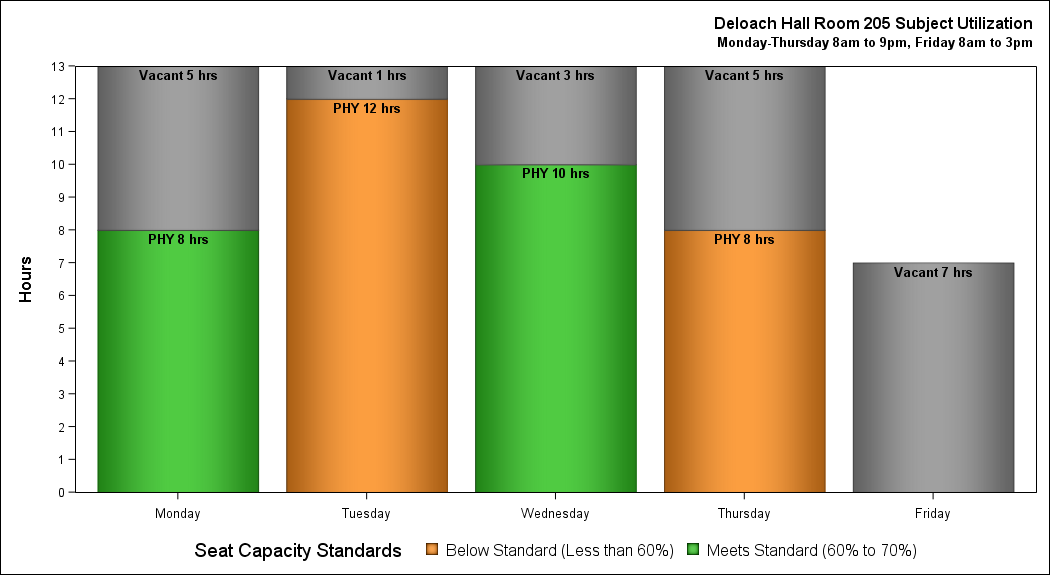 Deloach Hall Room 205 Subject Utilization
Monday-Thursday 8am to 9pm, Friday 8am to 3pm
Hours
13
12
11
10
9
8
7
6
5
4
3
2
1
0
Vacant 5 hrs
PHY 8 hrs
Vacant 1 hrs
PHY 12 hrs
Vacant 3 hrs
PHY 10 hrs
Vacant 5 hrs
PHY 8 hrs
Vacant 7 hrs
Monday Tuesday Wednesday Thursday Friday
Seat Capacity Standards Below Standard (Less than 60%) Meets Standard (60% to 70%)